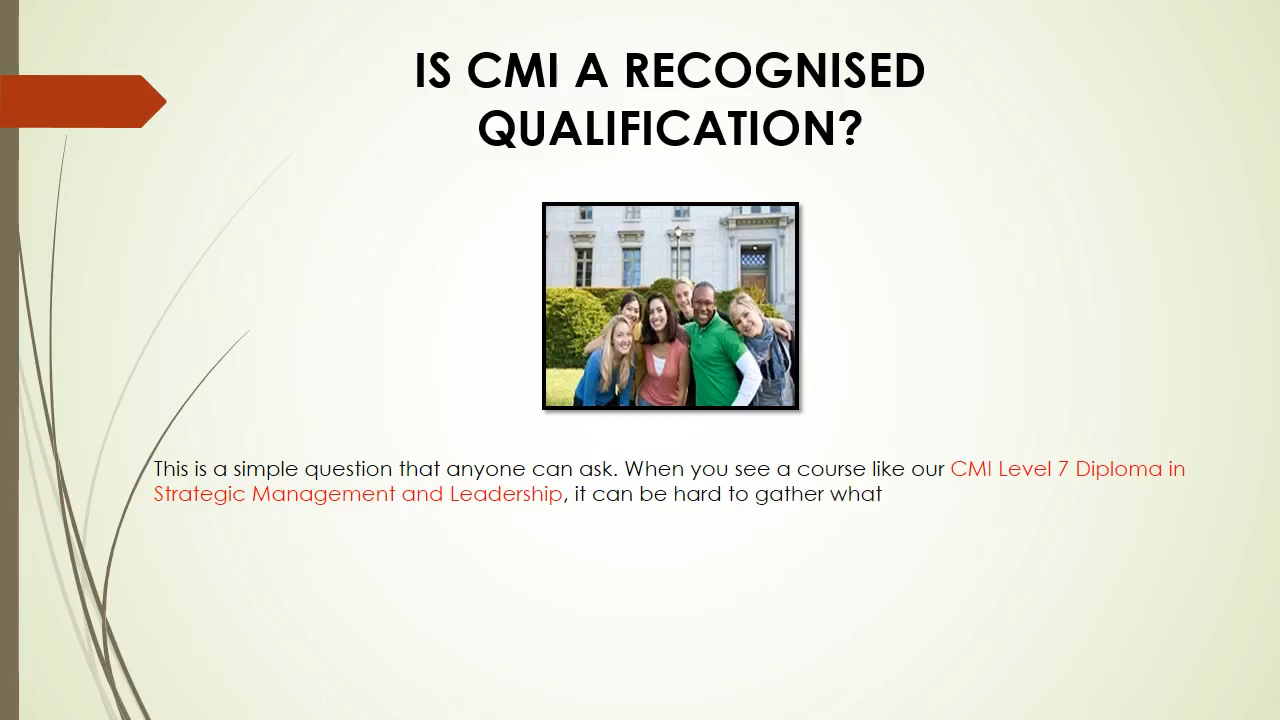 IS CMI A RECOGNISED
QUALIFICATION?
This is a simple question that anyone can ask. When you see a course like our CMI Level 7 Diploma in
Strategic Management and Leadership, it can be hard to gather what